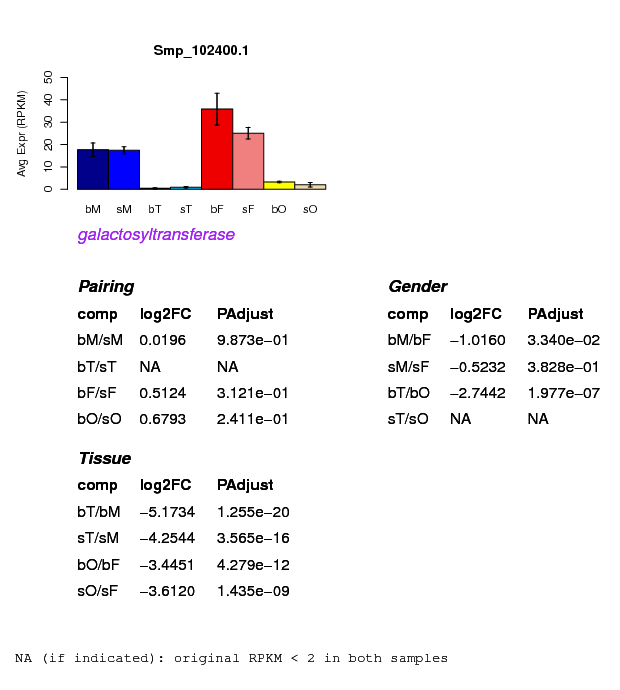 Smp_102400.1
Avg Expr (RPKM)
50
40
30
20
10
0
bM sM bT sT bF sF bO sO
galactosyltransferase
Pairing
comp log2FC PAdjust
bM/sM 0.0196 9.873e−01
bT/sT NA NA
bF/sF 0.5124 3.121e−01
bO/sO 0.6793 2.411e−01
Gender
comp log2FC PAdjust
bM/bF −1.0160 3.340e−02
sM/sF −0.5232 3.828e−01
bT/bO −2.7442 1.977e−07
sT/sO NA NA
Tissue
comp log2FC PAdjust
bT/bM −5.1734 1.255e−20
sT/sM −4.2544 3.565e−16
bO/bF −3.4451 4.279e−12
sO/sF −3.6120 1.435e−09
NA (if indicated): original RPKM < 2 in both samples